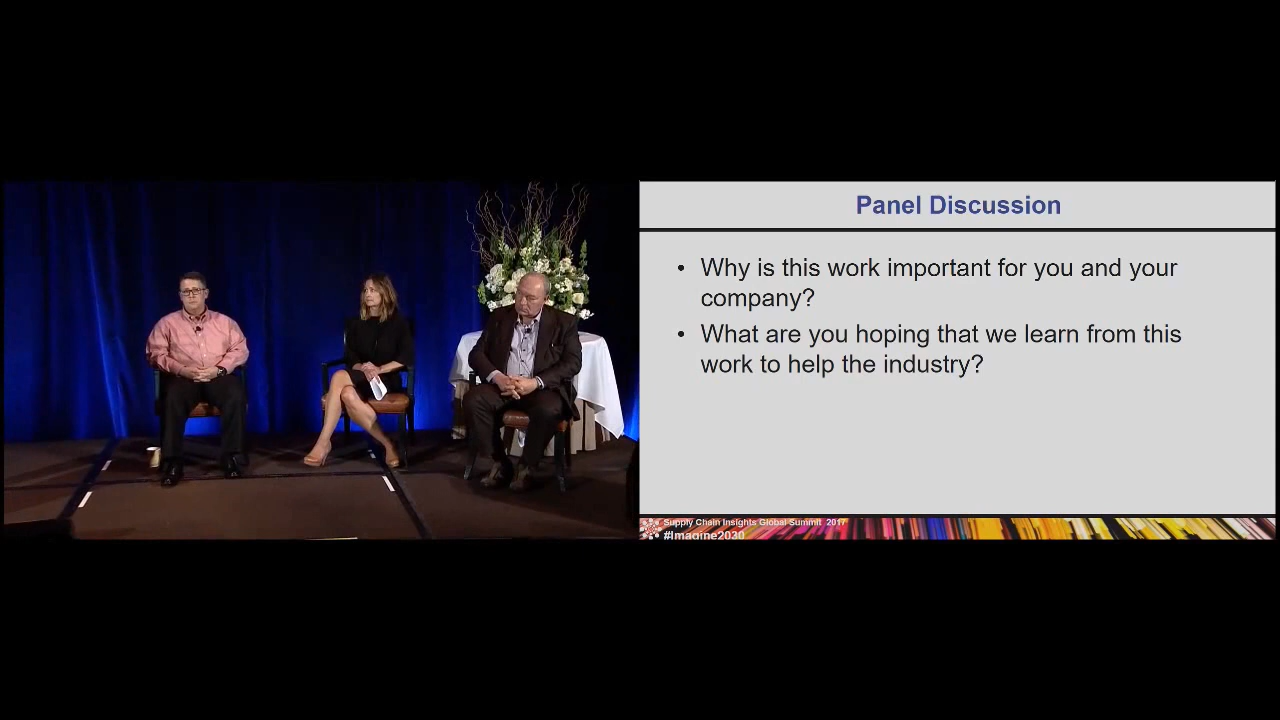 Panel Discussion
• Why is this work important for you and your
company?
• What are you hoping that we learn from this
work to help the industry?
Supply Chain Insights Global Summit 2017
#Imagine2030